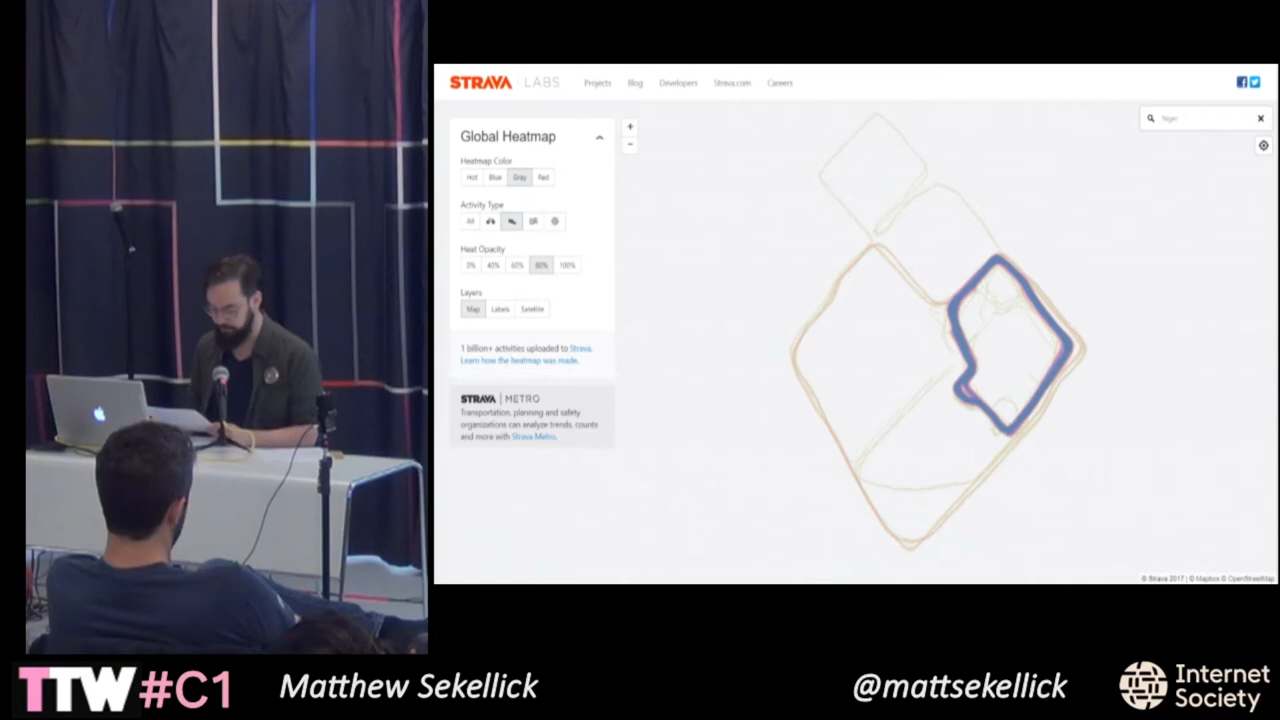 STRAVA | LABS
Projects
Blog
Developers
Strava.com
Careers
Global Heatmap
Heatmap Color
Hot
Blue
Gray
Red
Activity Type
All
Heat Opacity
0%
40%
60%
80%
100%
Layers
Map
Labels
Satellite
1 billion+ activities uploaded to Strava.
Learn how the heatmap was made.
STRAVA | METRO
Transportation, planning and safety
organizations can analyze trends, counts
and more with Strava Metro.
+
−
Niger
© Strava 2017 | © Mapbox © OpenStreetMap
TTW #C1
Matthew Sekellick
@mattsekellick
Internet
Society